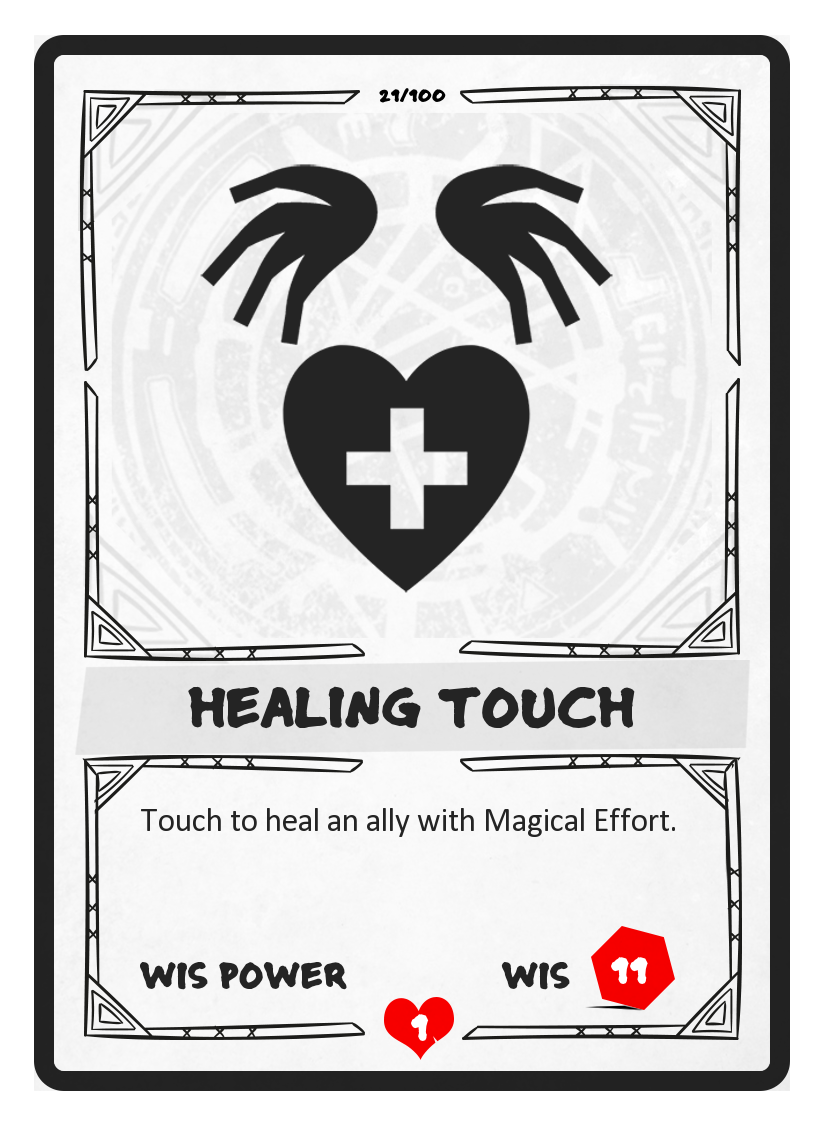 21/100
HEALING TOUCH
Touch to heal an ally with Magical Effort.
WIS POWER
WIS 11
1